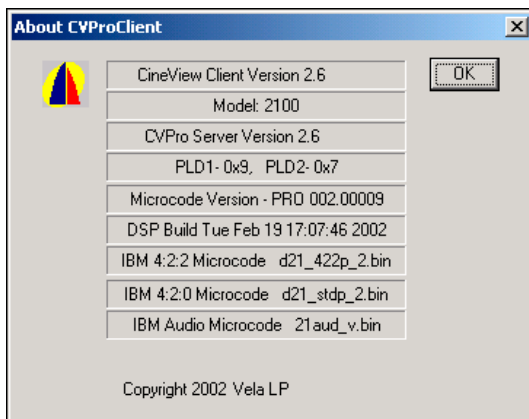 About CVProClient
CineView Client Version 2.6
OK
Model: 2100
CVPro Server Version 2.6
PLD1- 0x9, PLD2- 0x7
Microcode Version - PRO 002.00009
DSP Build Tue Feb 19 17:07:46 2002
IBM 4:2:2 Microcode d21_422p_2.bin
IBM 4:2:0 Microcode d21_stdp_2.bin
IBM Audio Microcode 21aud_v.bin
Copyright 2002 Vela LP